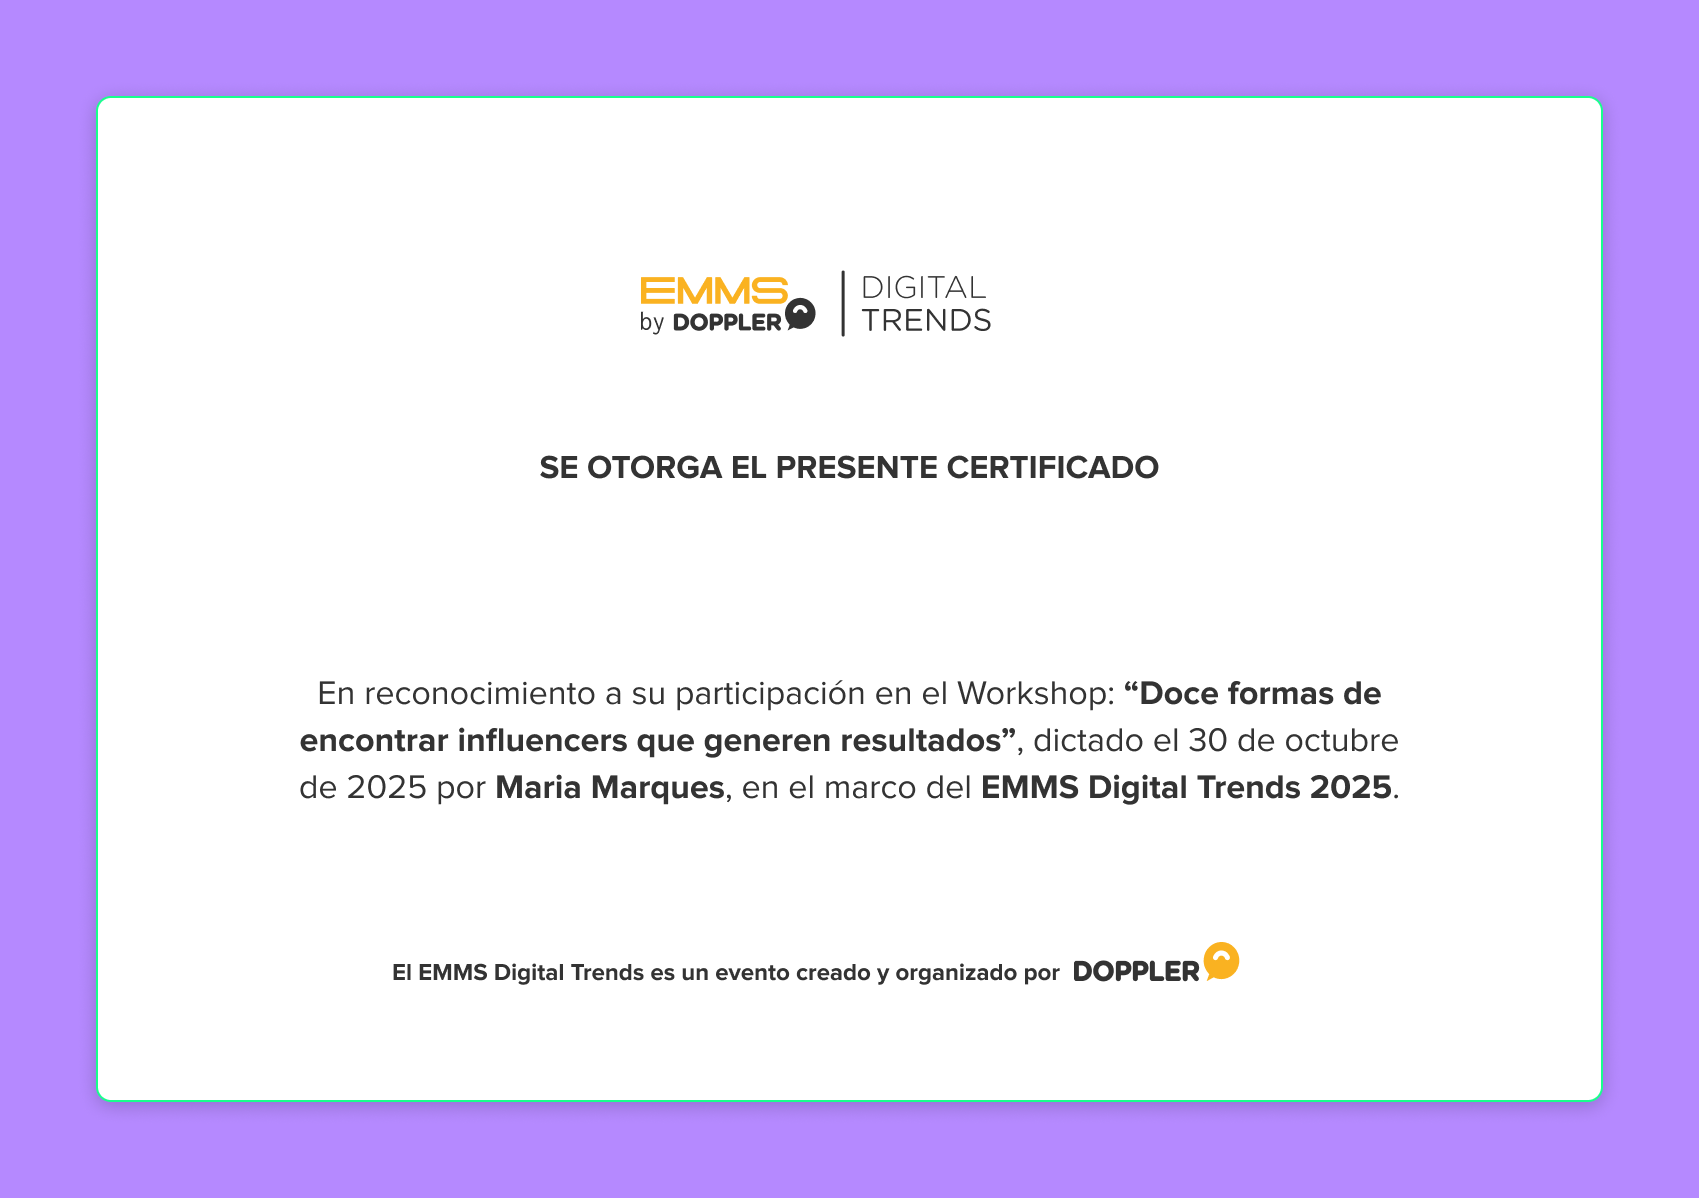 EMMS
by DOPPLER
DIGITAL
TRENDS
SE OTORGA EL PRESENTE CERTIFICADO
En reconocimiento a su participación en el Workshop: “Doce formas de
encontrar influencers que generen resultados”, dictado el 30 de octubre
de 2025 por Maria Marques, en el marco del EMMS Digital Trends 2025.
El EMMS Digital Trends es un evento creado y organizado por DOPPLER